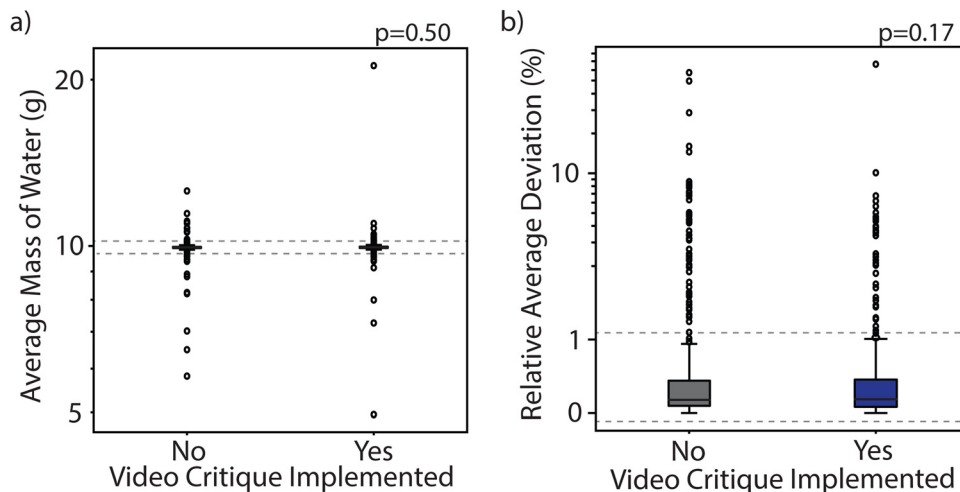 a)
p=0.50
Average Mass of Water (g)
20
10
5
No
Yes
Video Critique Implemented
b)
p=0.17
Relative Average Deviation (%)
10
1
0
No
Yes
Video Critique Implemented